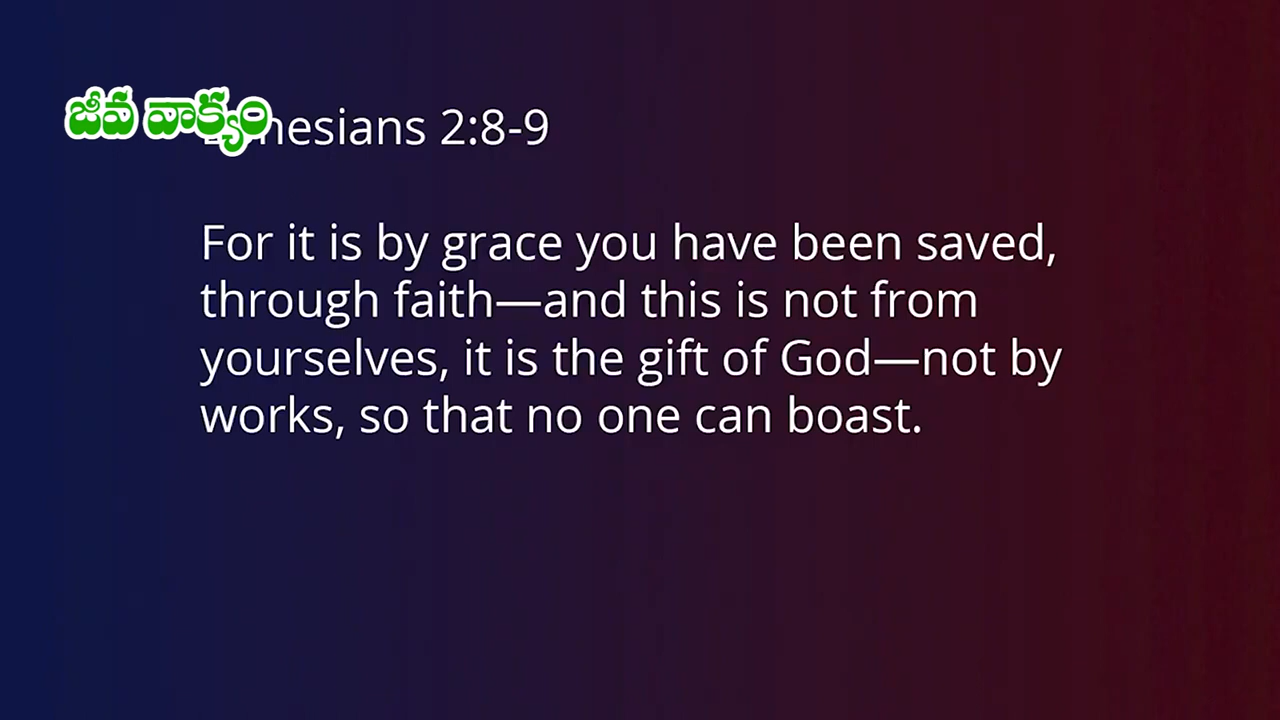 జీవ వాక్యం
hesians 2:8-9
For it is by grace you have been saved,
through faith—and this is not from
yourselves, it is the gift of God—not by
works, so that no one can boast.